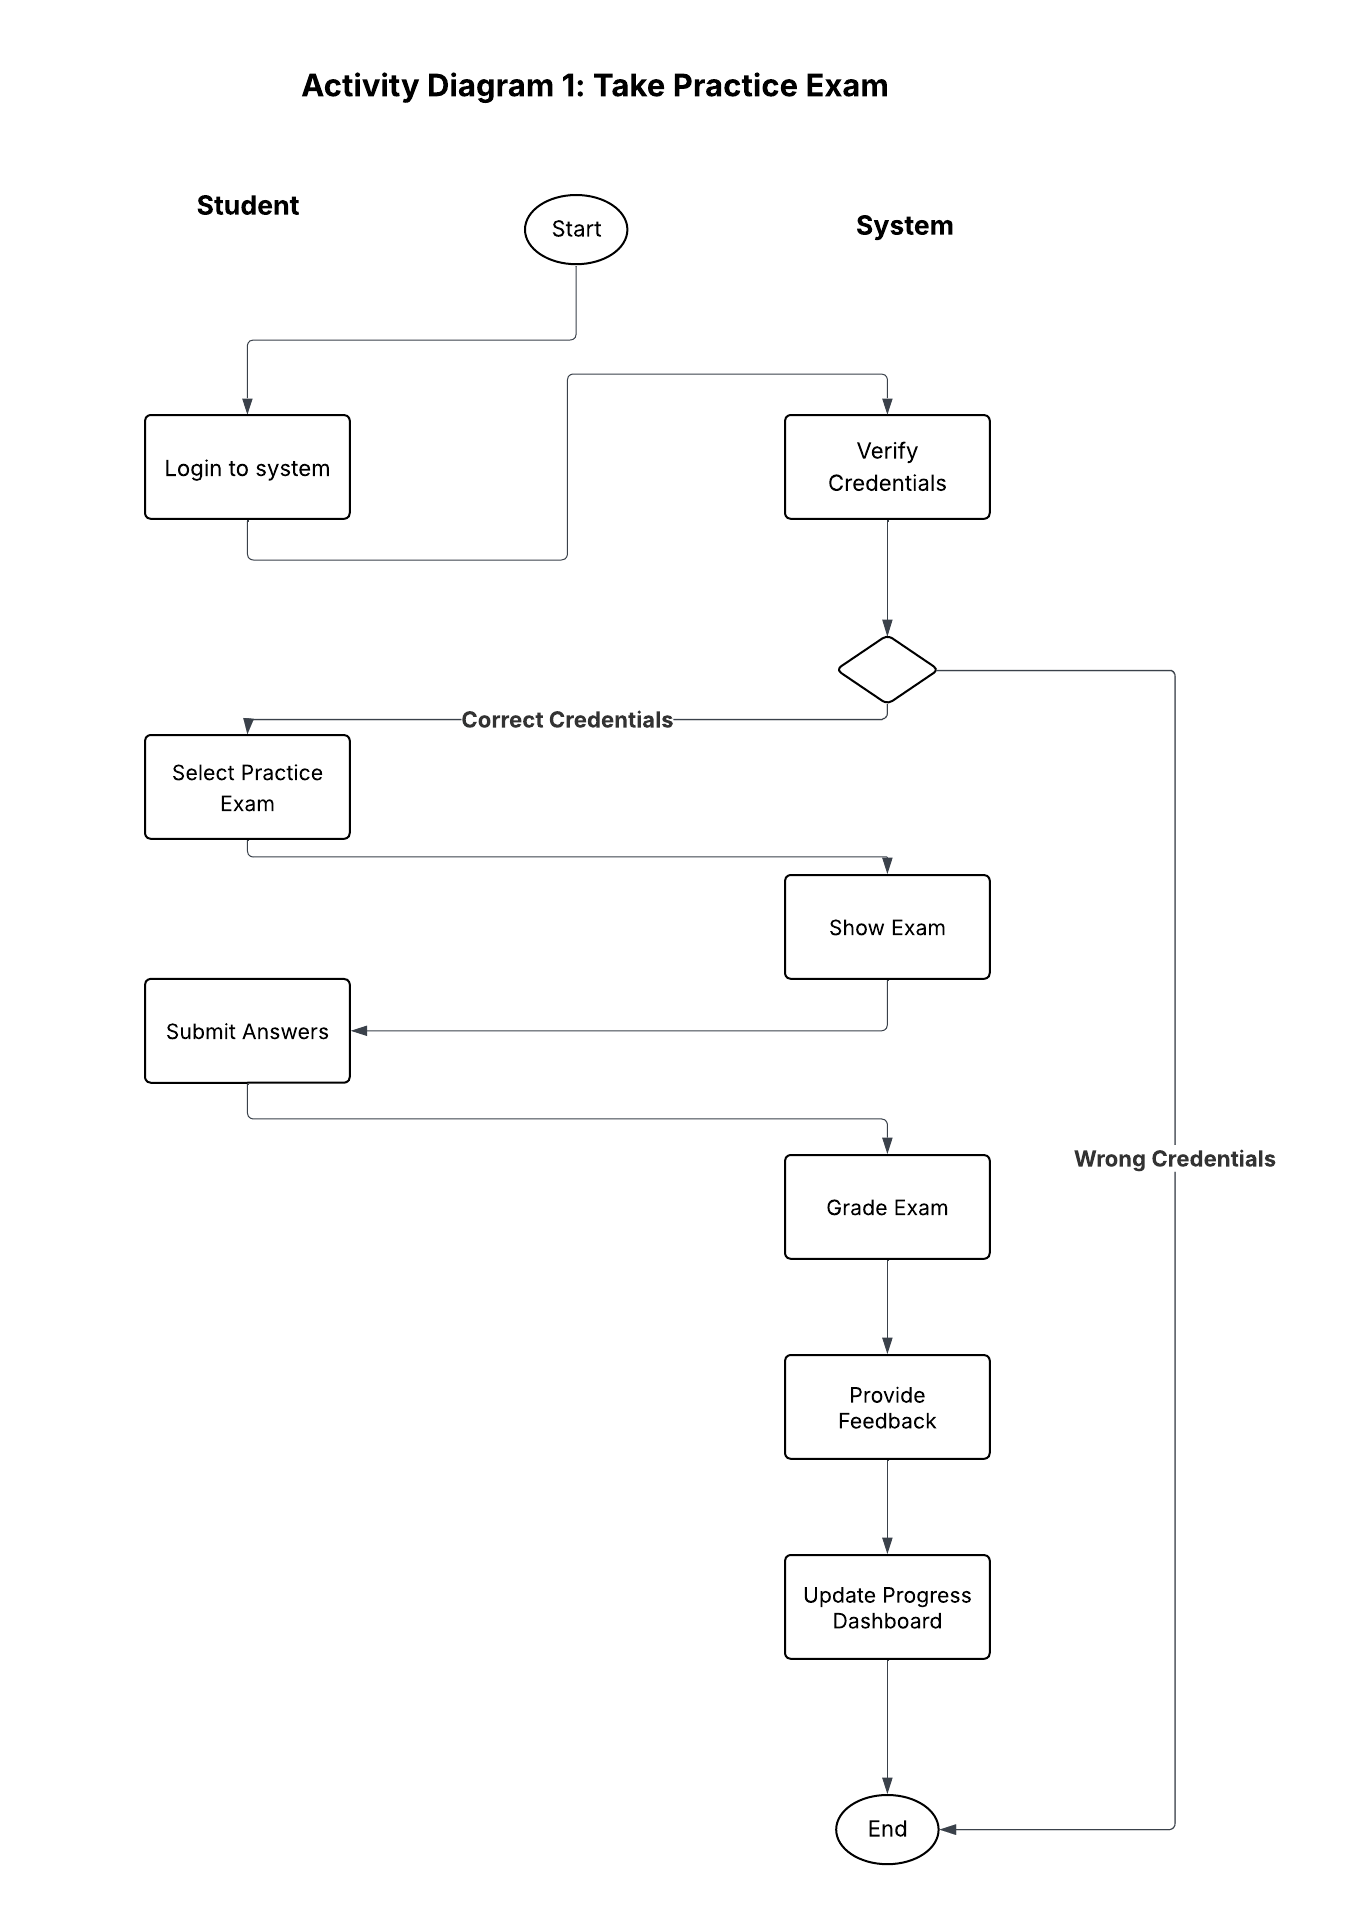 Activity Diagram 1: Take Practice Exam
Student
Start
System
Login to system
Verify
Credentials
Correct Credentials
Select Practice
Exam
Show Exam
Submit Answers
Wrong Credentials
Grade Exam
Provide
Feedback
Update Progress
Dashboard
End